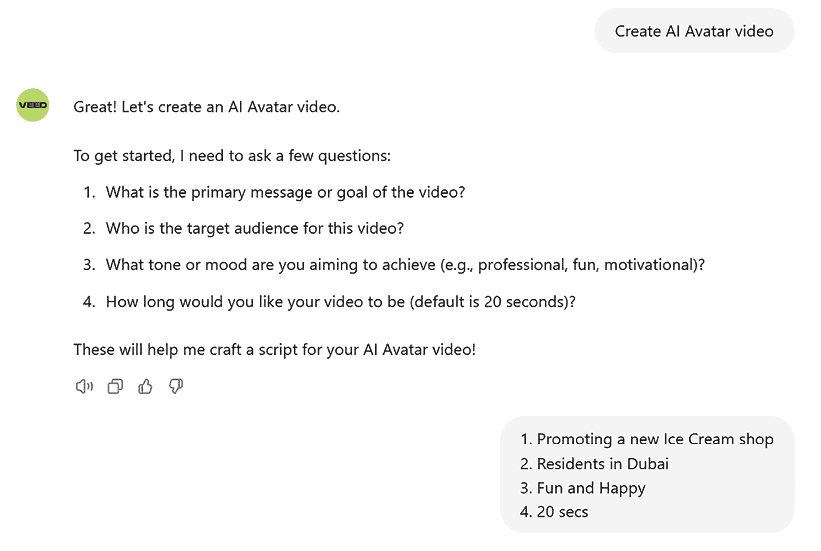 Create AI Avatar video
VEED
Great! Let's create an AI Avatar video.
To get started, I need to ask a few questions:
1. What is the primary message or goal of the video?
2. Who is the target audience for this video?
3. What tone or mood are you aiming to achieve (e.g., professional, fun, motivational)?
4. How long would you like your video to be (default is 20 seconds)?
These will help me craft a script for your AI Avatar video!
1. Promoting a new Ice Cream shop
2. Residents in Dubai
3. Fun and Happy
4. 20 secs